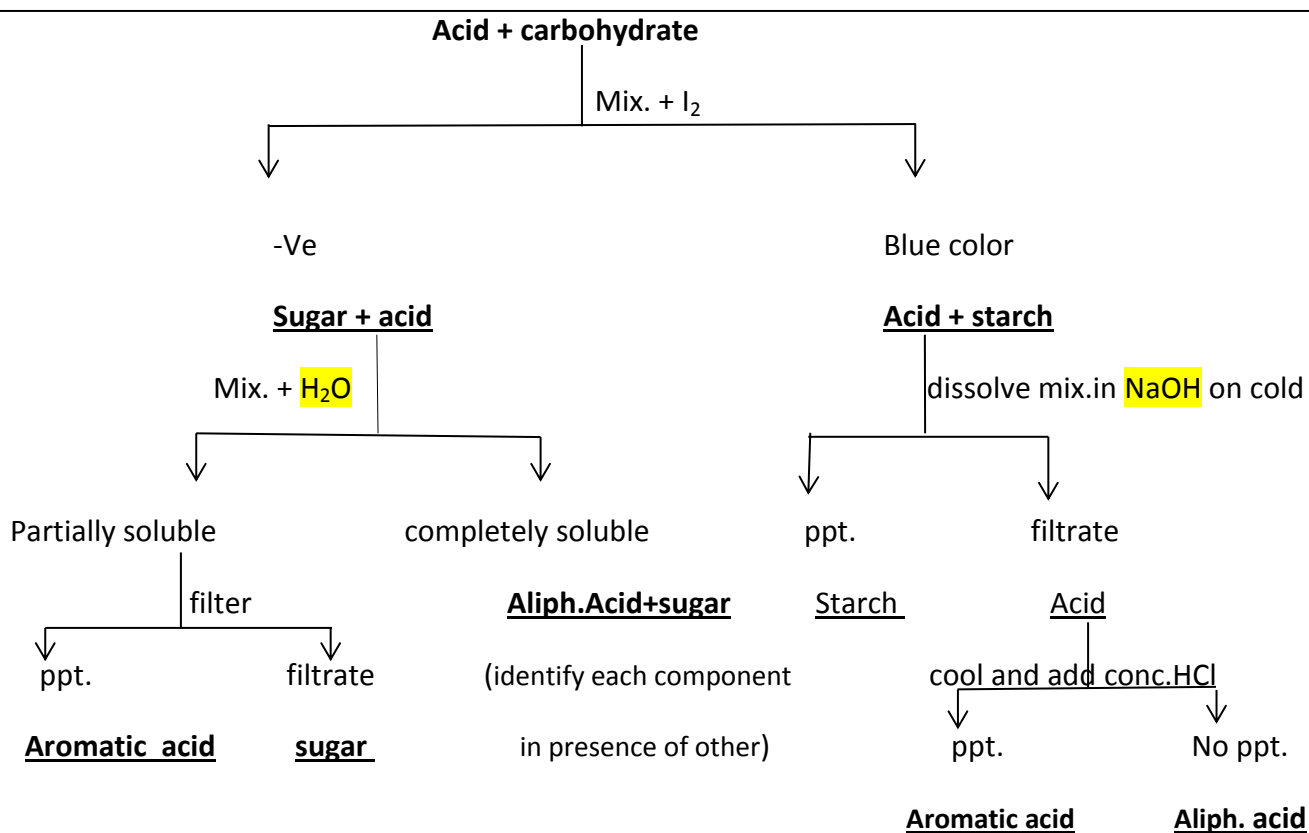 Acid + carbohydrate
Mix. + I₂
-Ve
Blue color
Sugar + acid
Acid + starch
Mix. + H₂O
dissolve mix.in NaOH on cold
Partially soluble
completely soluble
ppt.
filtrate
filter
Aliph.Acid+sugar
Starch
Acid
ppt.
filtrate
(identify each component
cool and add conc.HCl
Aromatic acid
sugar
in presence of other)
ppt.
No ppt.
Aromatic acid
Aliph. acid